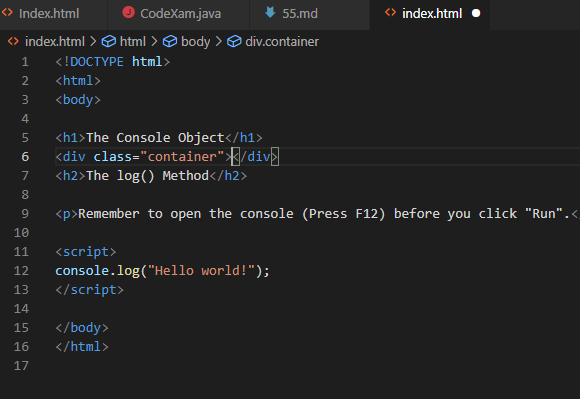 Index.html CodeXam.java 55.md index.html
index.html > html > body > div.container
1 <!DOCTYPE html>
2 <html>
3 <body>
4
5 <h1>The Console Object</h1>
6 <div class="container"></div>
7 <h2>The log() Method</h2>
8
9 <p>Remember to open the console (Press F12) before you click "Run".<
10
11 <script>
12 console.log("Hello world!");
13 </script>
14
15 </body>
16 </html>
17